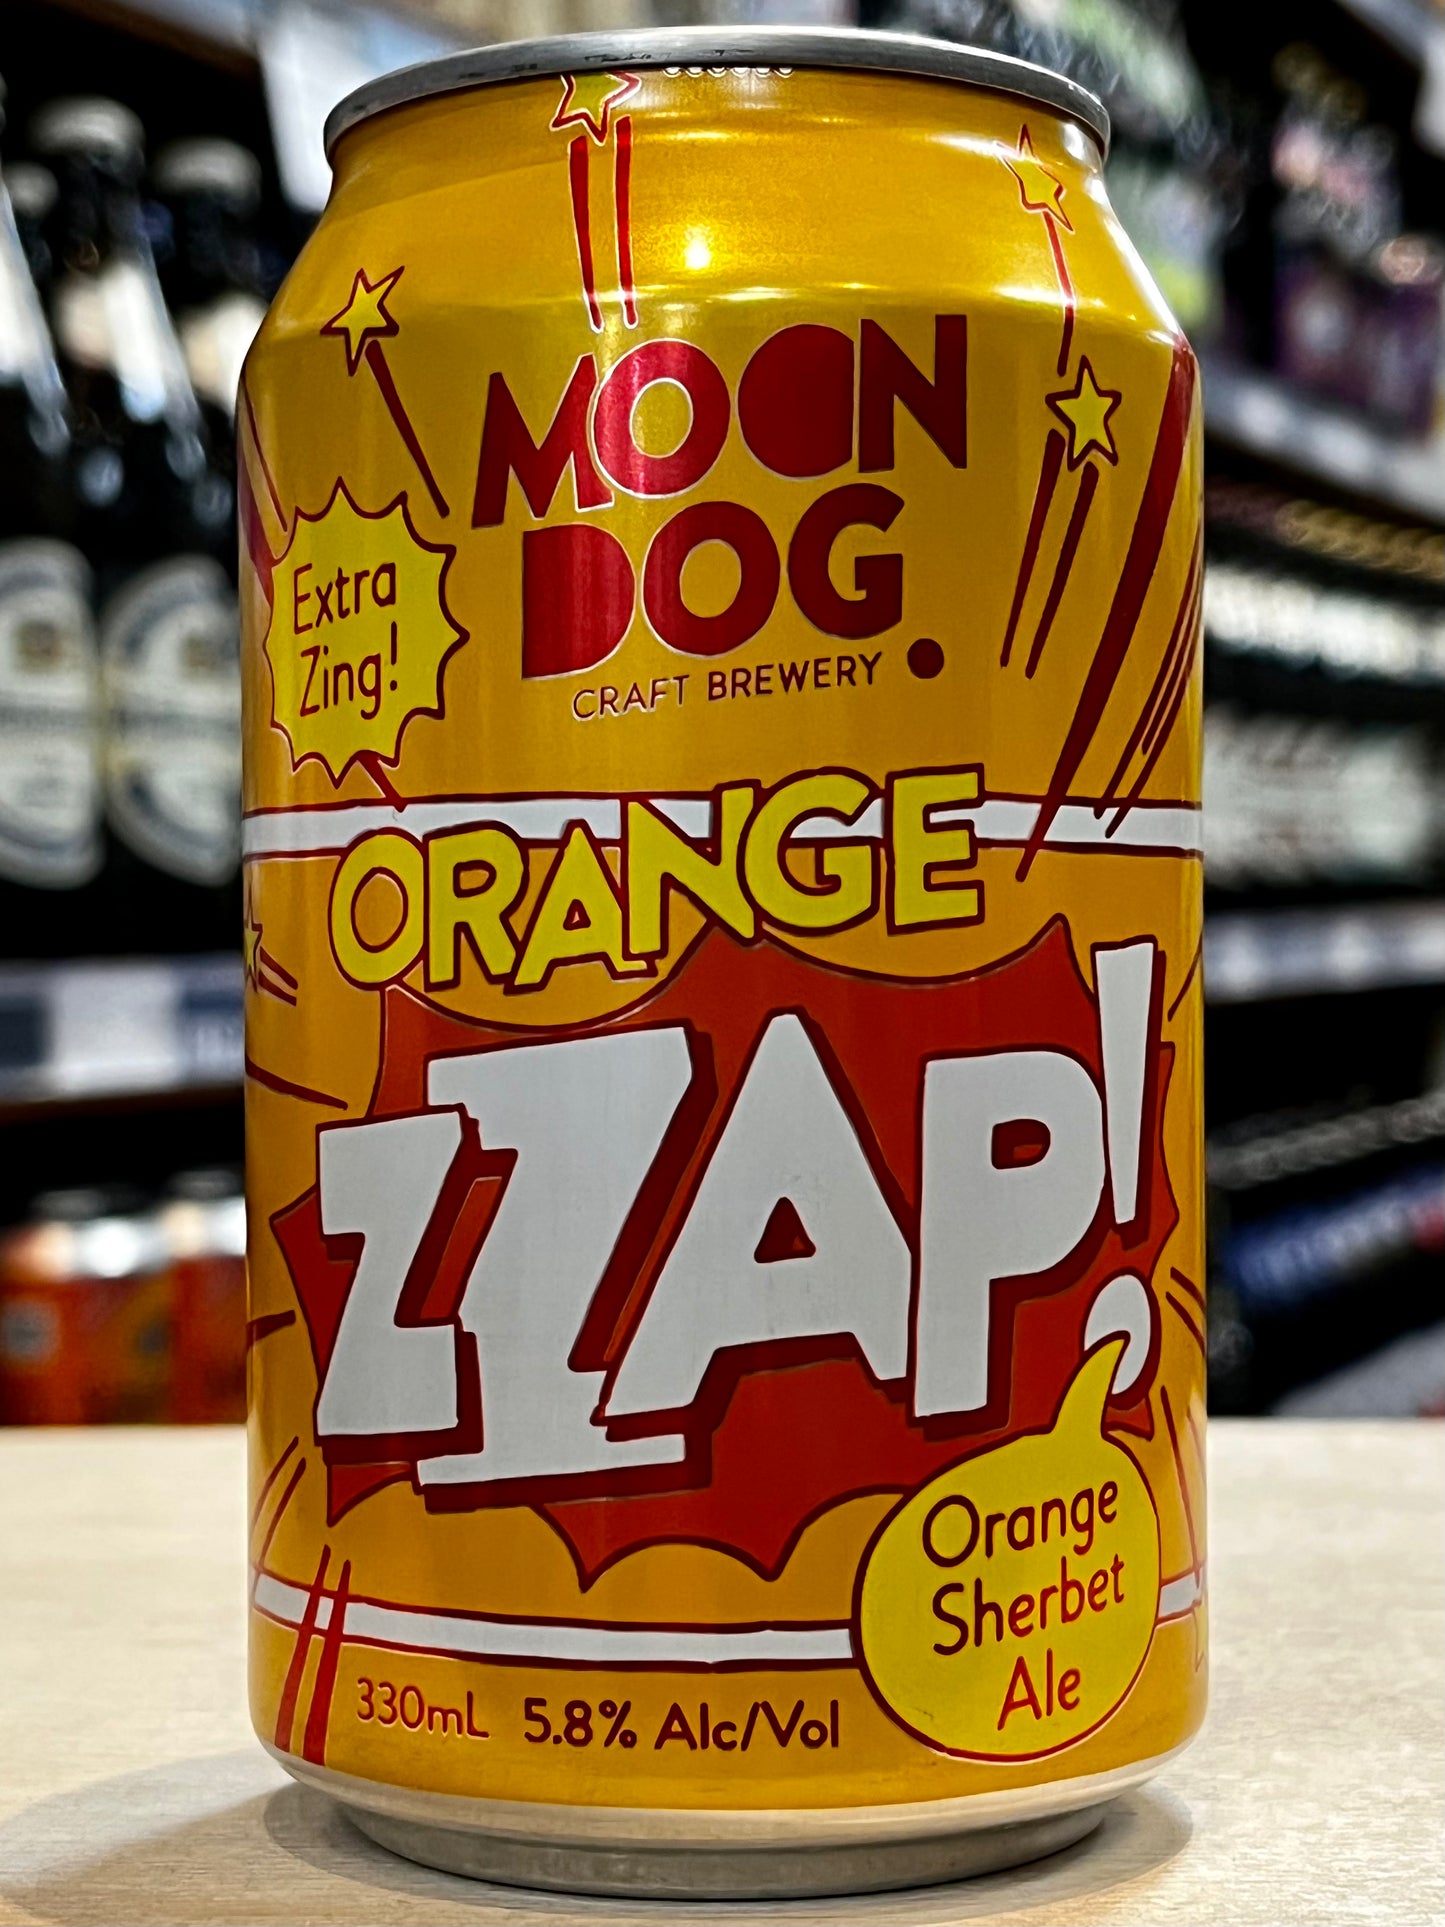 MOON
DOG
CRAFT BREWERY
Extra
Zing!
ORANGE
ZZAP!
Orange
Sherbet
Ale
330mL 5.8% Alc/Vol